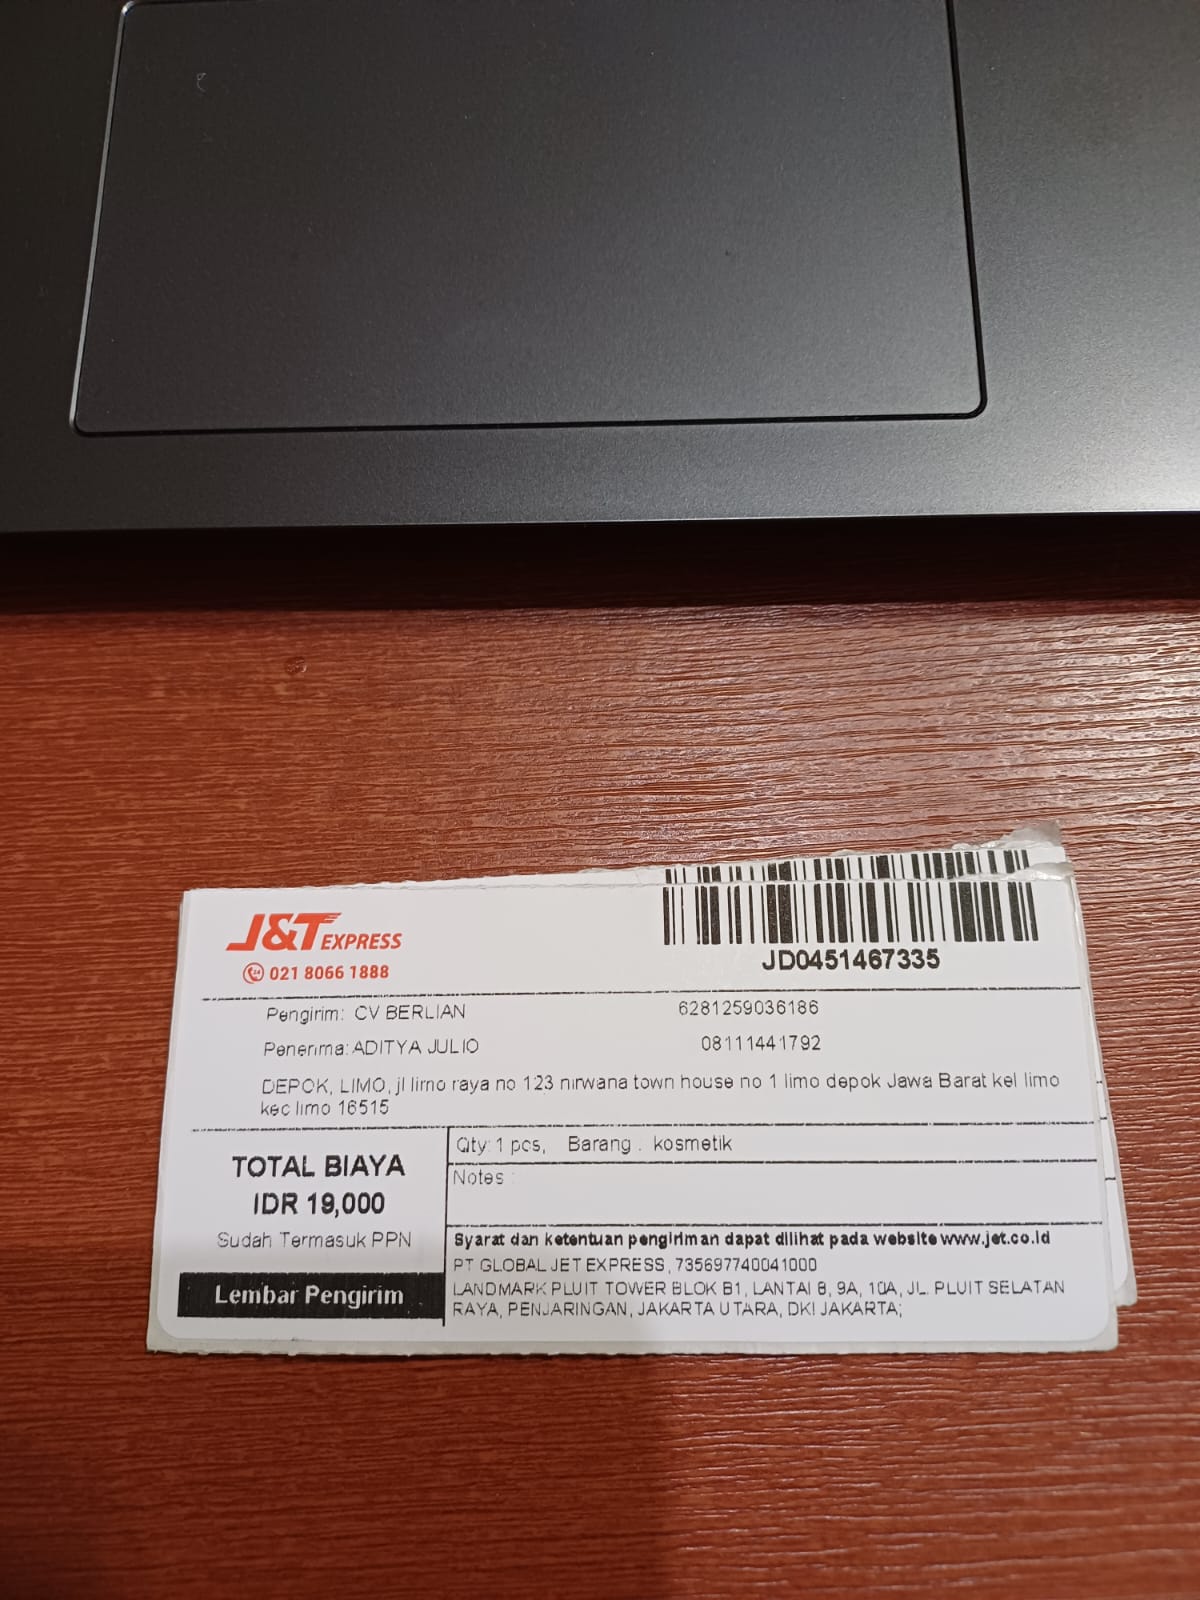 J&T EXPRESS
24 021 8066 1888
JD0451467335
Pengirim: CV BERLIAN 6281259036186
Penerima: ADITYA JULIO 08111441792
DEPOK, LIMO, jl limo raya no 123 nirwana town house no 1 limo depok Jawa Barat kel limo
kec limo 16515
TOTAL BIAYA
IDR 19,000
Sudah Termasuk PPN
Lembar Pengirim
Qty: 1 pcs, Barang : kosmetik
Notes :
Syarat dan ketentuan pengiriman dapat dilihat pada website www.jet.co.id
PT GLOBAL JET EXPRESS, 735697740041000
LANDMARK PLUIT TOWER BLOK B1, LANTAI 8, 9A, 10A, JL. PLUIT SELATAN
RAYA, PENJARINGAN, JAKARTA UTARA, DKI JAKARTA;